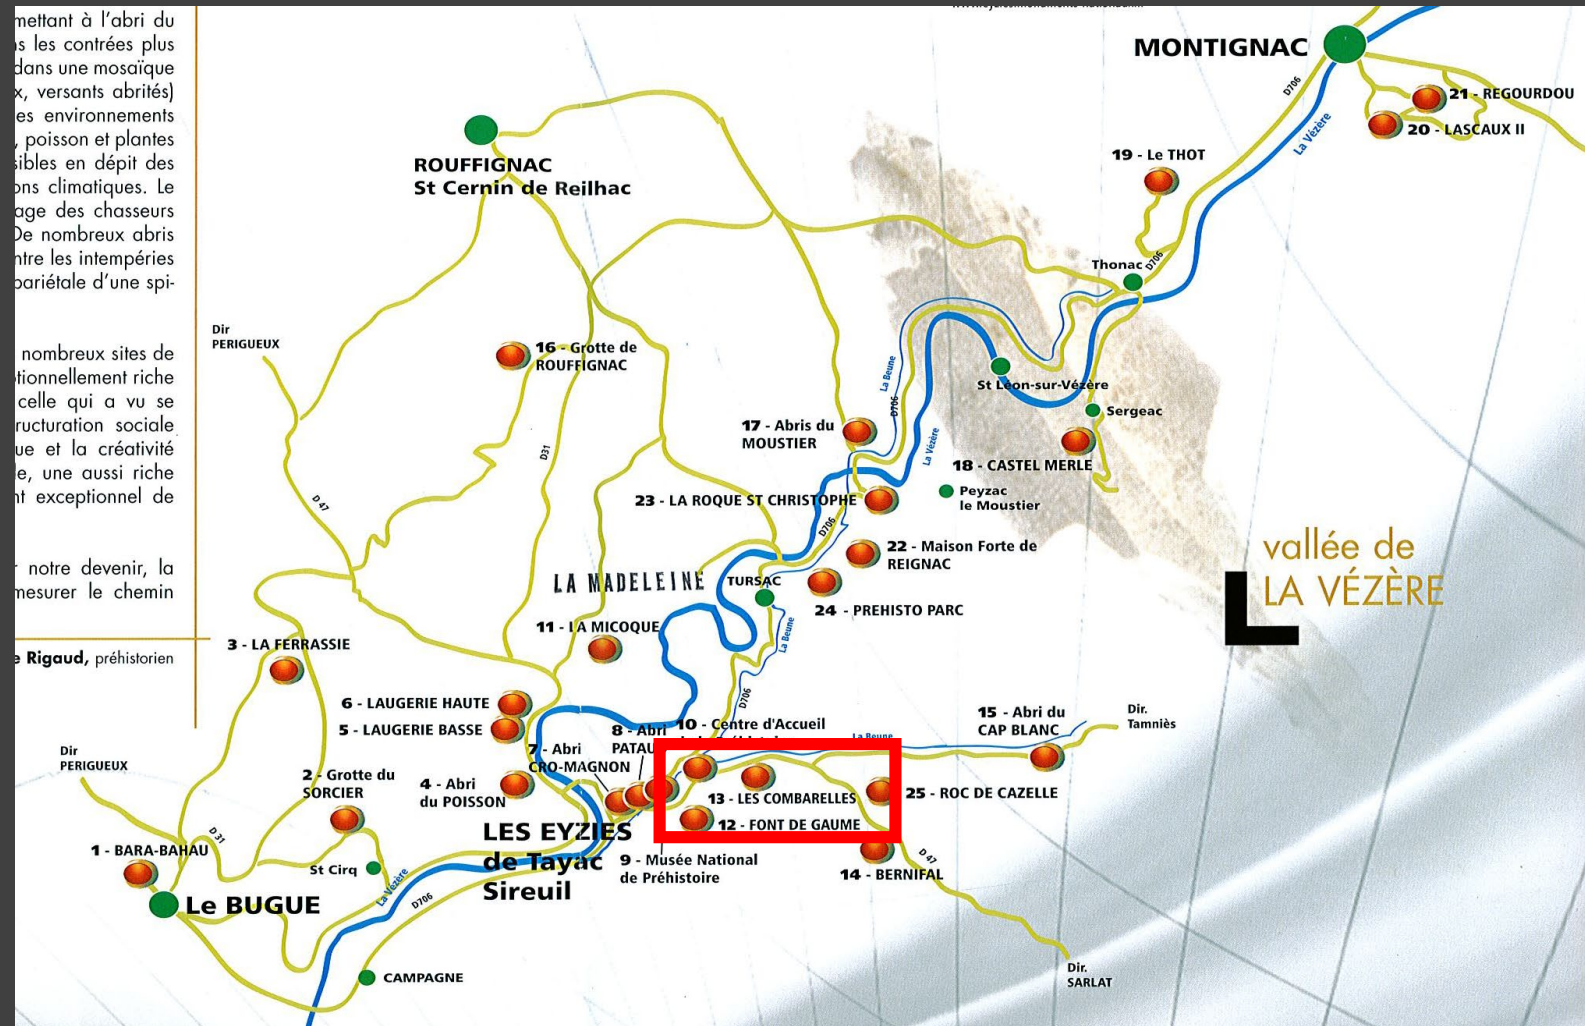 mettant à l'abri du
les contrées plus
dans une mosaïque
x, versants abrités)
es environnements
, poisson et plantes
sibles en dépit des
ons climatiques. Le
age des chasseurs
De nombreux abris
ntre les intempéries
pariétale d'une spi-
nombreux sites de
tionnellement riche
celle qui a vu se
ructuration sociale
ue et la créativité
e, une aussi riche
nt exceptionnel de
notre devenir, la
mesurer le chemin
e Rigaud, préhistorien
MONTIGNAC
D706
La Vézère
21 - REGOURDOU
20 - LASCAUX II
19 - Le THOT
ROUFFIGNAC
St Cernin de Reilhac
Thonac
D706
Dir
PERIGUEUX
16 - Grotte de
ROUFFIGNAC
La Beune
D706
St Léon-sur-Vézère
Sergeac
17 - Abris du
MOUSTIER
La Vézère
18 - CASTEL MERLE
D31
D47
23 - LA ROQUE ST CHRISTOPHE
Peyzac
le Moustier
D706
22 - Maison Forte de
REIGNAC
vallée de
LA VÉZÈRE
LA MADELEINE
TURSAC
24 - PREHISTO PARC
11 - LA MICOQUE
La Beune
3 - LA FERRASSIE
D706
6 - LAUGERIE HAUTE
5 - LAUGERIE BASSE
8 - Abri
PATAU
10 - Centre d'Accueil
La Beune
15 - Abri du
CAP BLANC
Dir.
Tamniès
Dir
PERIGUEUX
7 - Abri
CRO-MAGNON
2 - Grotte du
SORCIER
4 - Abri
du POISSON
13 - LES COMBARELLES
25 - ROC DE CAZELLE
12 - FONT DE GAUME
LES EYZIES
de Tayac
Sireuil
D 31
1 - BARA-BAHAU
9 - Musée National
de Préhistoire
D 47
14 - BERNIFAL
St Cirq
La Vézère
D706
Le BUGUE
CAMPAGNE
Dir.
SARLAT